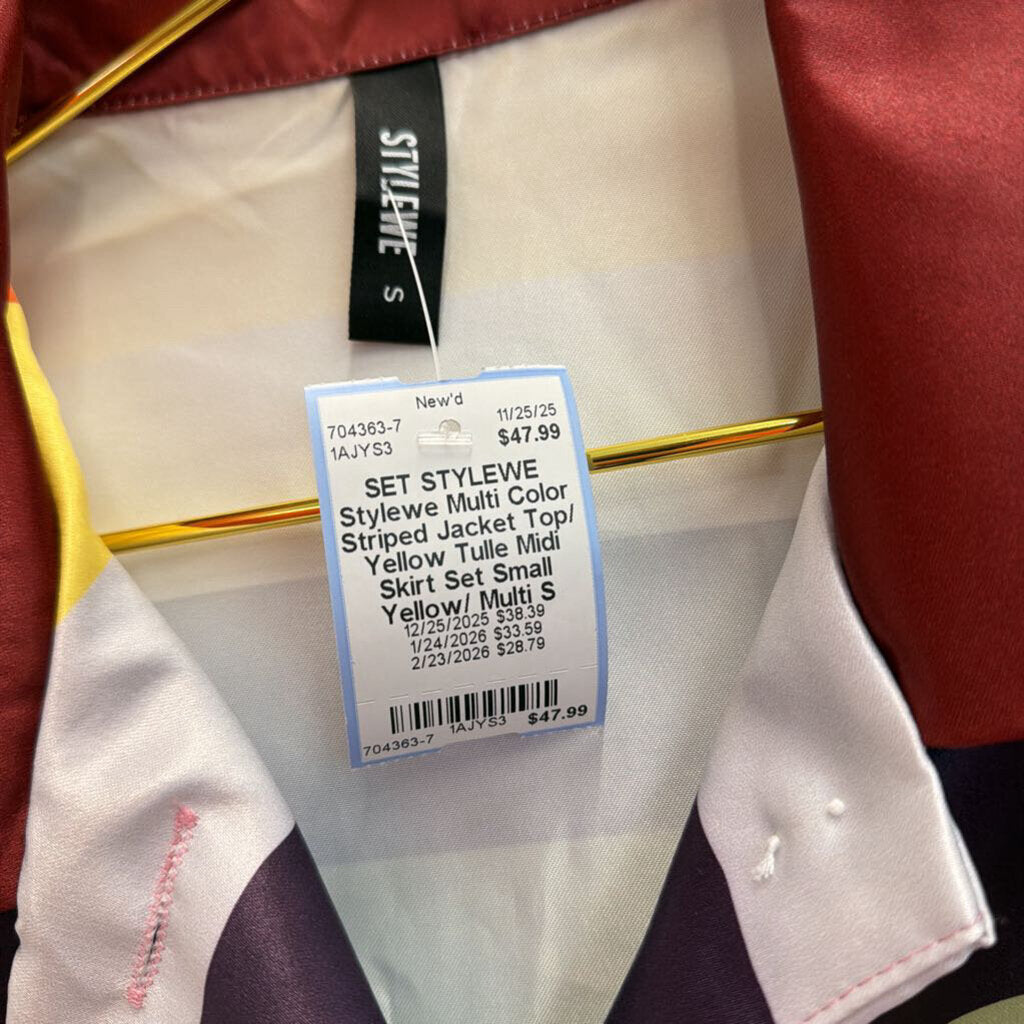 STYLEWE
S
New'd
704363-7 11/25/25
1AJYS3 $47.99
SET STYLEWE
Stylewe Multi Color
Striped Jacket Top/
Yellow Tulle Midi
Skirt Set Small
Yellow/ Multi S
12/25/2025 $38.39
1/24/2026 $33.59
2/23/2026 $28.79
704363-7 1AJYS3 $47.99